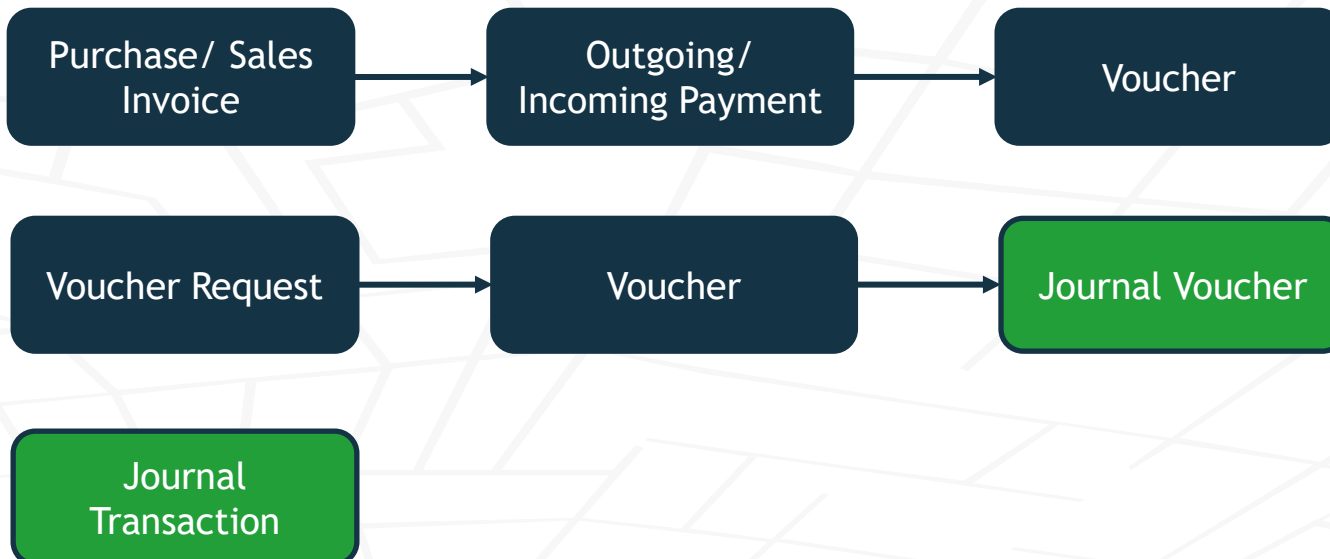 Purchase/ Sales
Invoice
Outgoing/
Incoming Payment
Voucher
Voucher Request
Voucher
Journal Voucher
Journal
Transaction